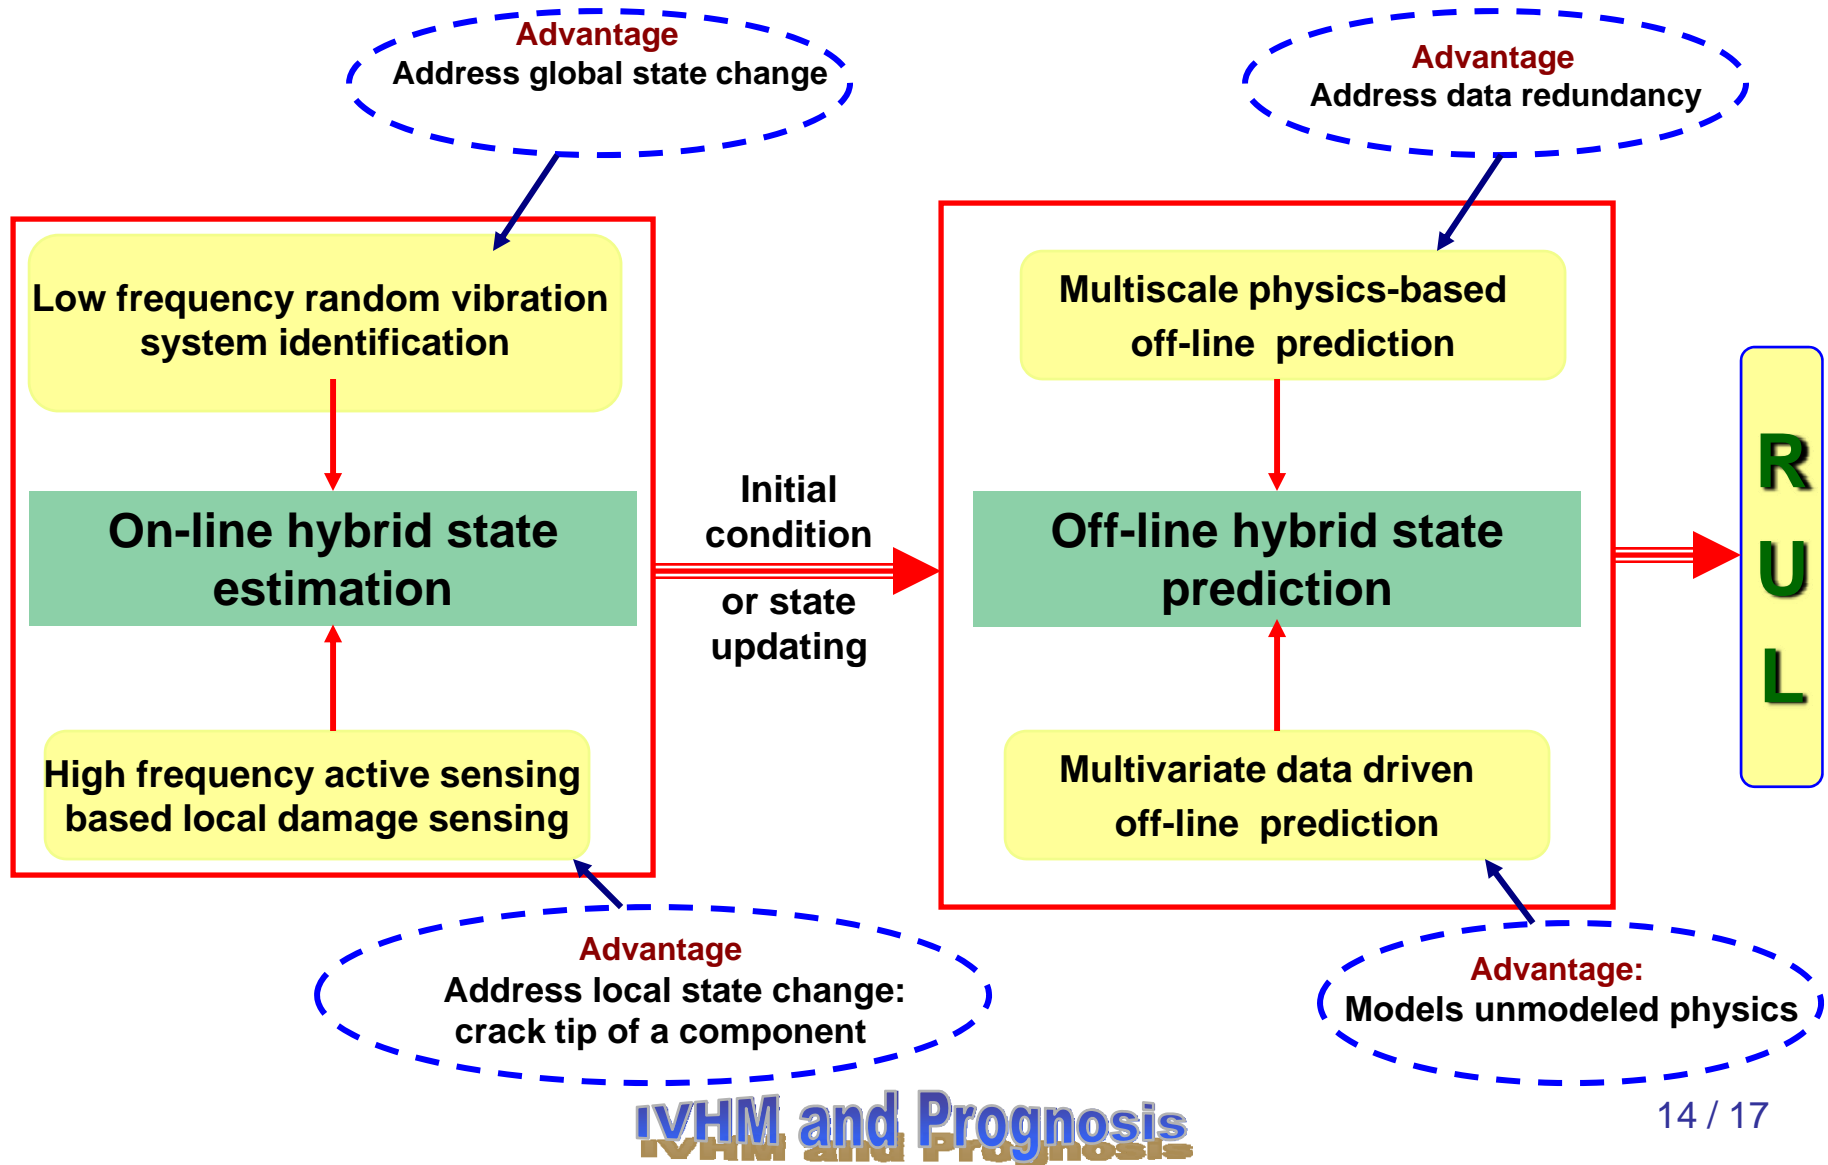 Advantage
Address global state change
Advantage
Address data redundancy
Low frequency random vibration
system identification
Multiscale physics-based
off-line prediction
On-line hybrid state
estimation
Initial
condition
or state
updating
Off-line hybrid state
prediction
R
U
L
High frequency active sensing
based local damage sensing
Multivariate data driven
off-line prediction
Advantage
Address local state change:
crack tip of a component
Advantage:
Models unmodeled physics
IVHM and Prognosis
14 / 17